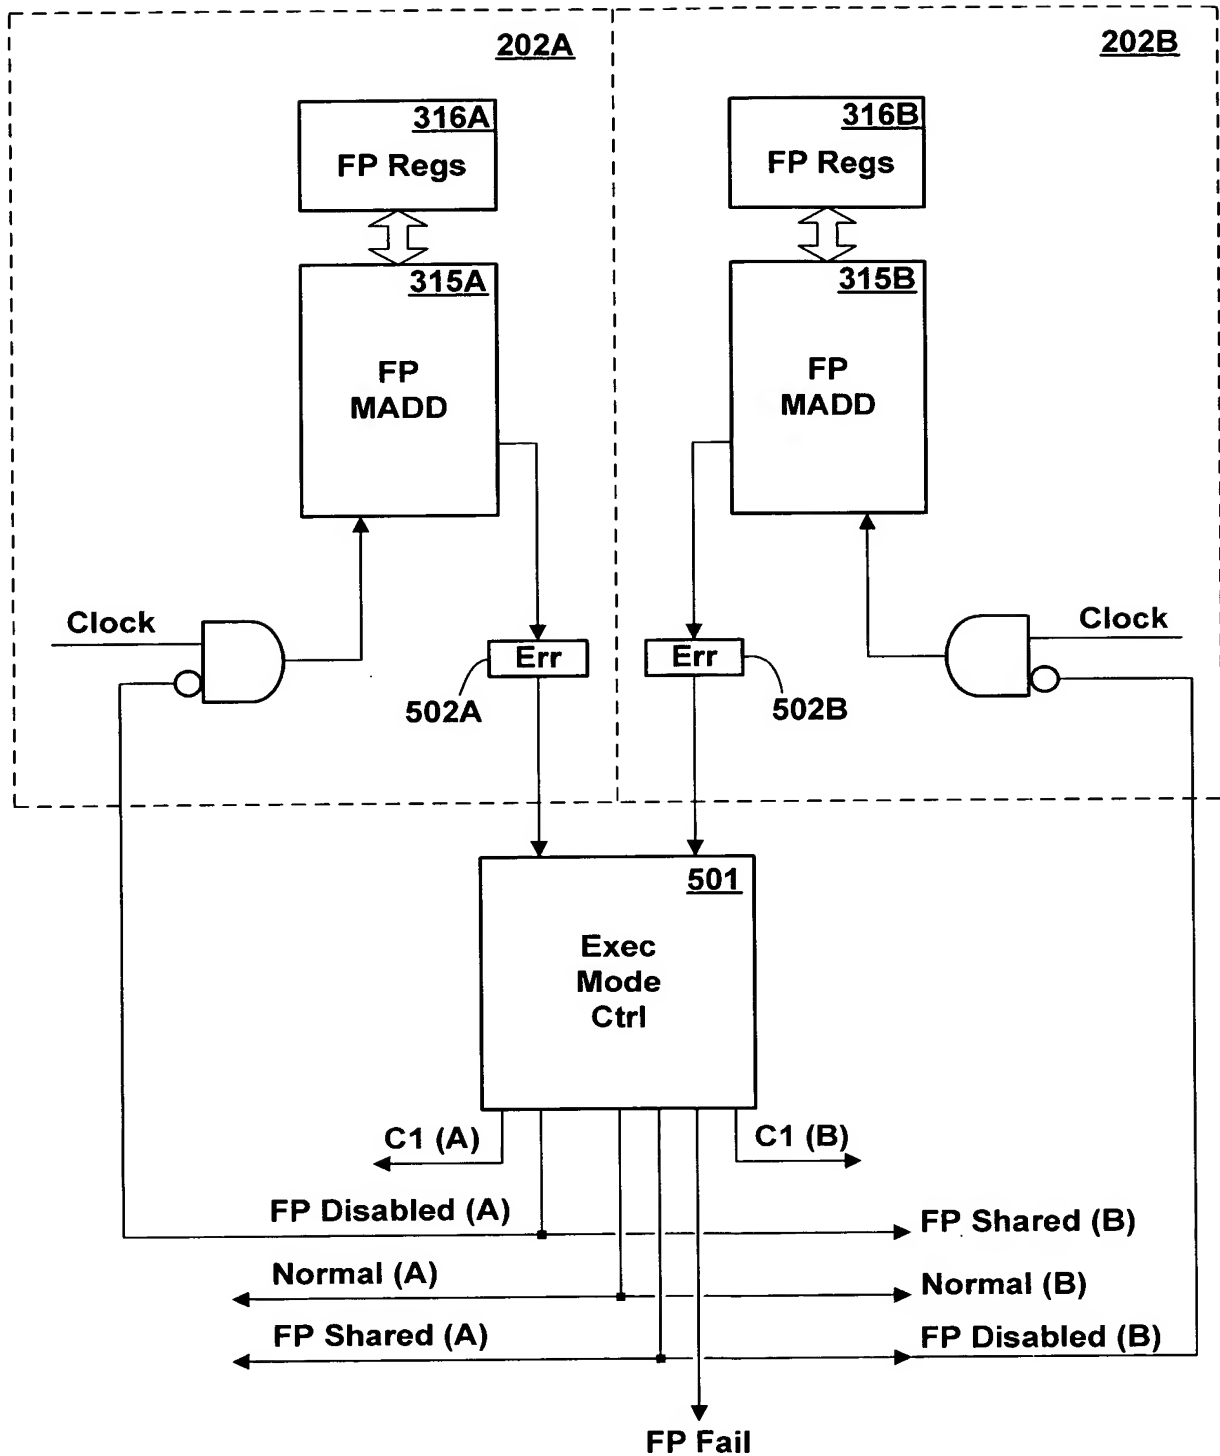 202A
202B
316A
FP Regs
316B
FP Regs
315A
FP
MADD
315B
FP
MADD
Clock
Clock
Err
Err
502A
502B
501
Exec
Mode
Ctrl
C1 (A)
C1 (B)
FP Disabled (A)
FP Shared (B)
Normal (A)
Normal (B)
FP Shared (A)
FP Disabled (B)
FP Fail